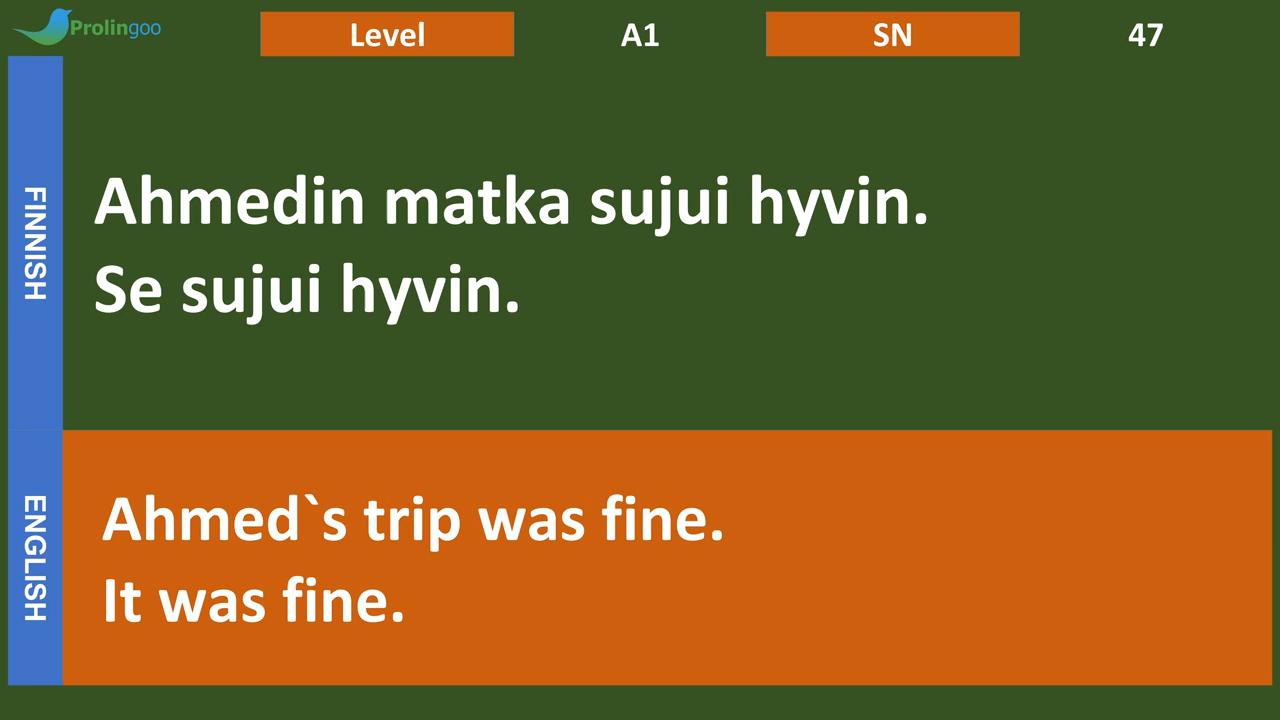 Prolingoo
Level
A1
SN
47
FINNISH
Ahmedin matka sujui hyvin.
Se sujui hyvin.
ENGLISH
Ahmed`s trip was fine.
It was fine.